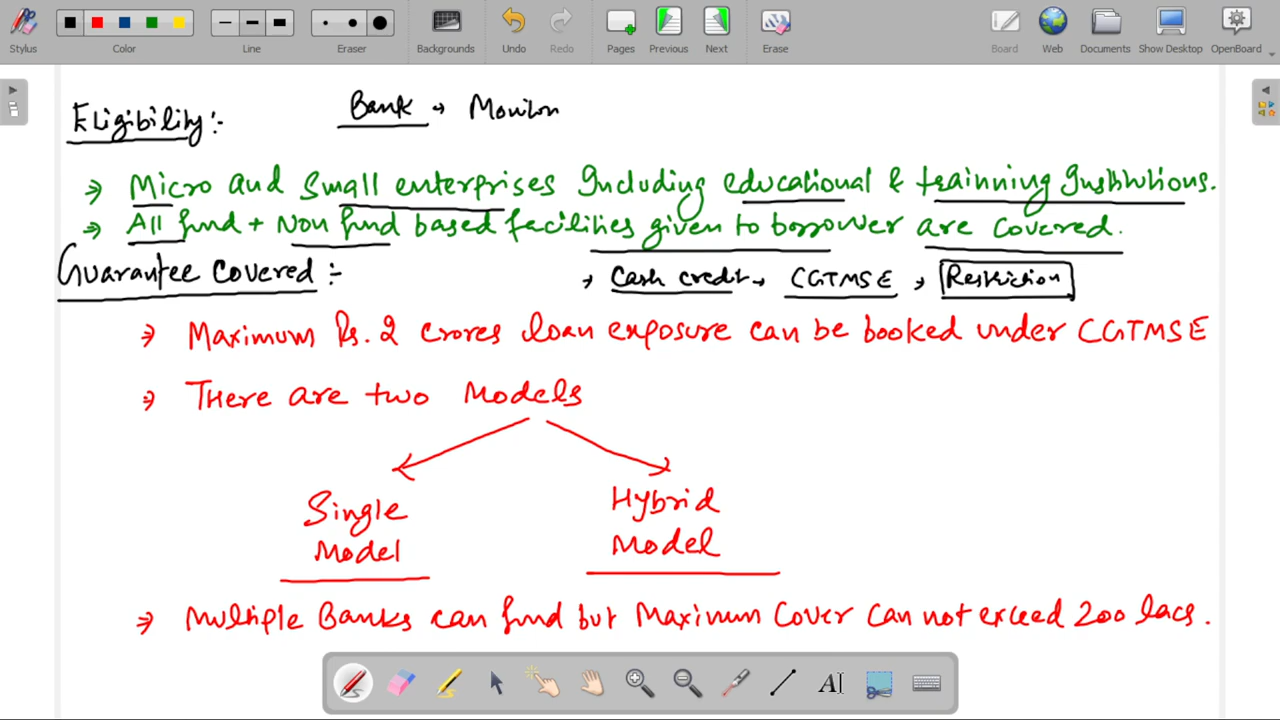 Stylus Color Line Eraser Backgrounds Undo Redo Pages Previous Next Erase Board Web Documents Show Desktop OpenBoard
Eligibility :- Bank → Monitor
⇒ Micro and Small enterprises Including educational & trainning Institutions.
⇒ All fund + Non fund based facilities given to borrower are covered.
Guarantee Covered :- → Cash credit → CGTMSE → Restriction
⇒ Maximum Rs. 2 crores loan exposure can be booked under CGTMSE
⇒ There are two Models
Single Model
Hybrid Model
⇒ Multiple Banks can fund but Maximum Cover can not exceed 200 lacs.